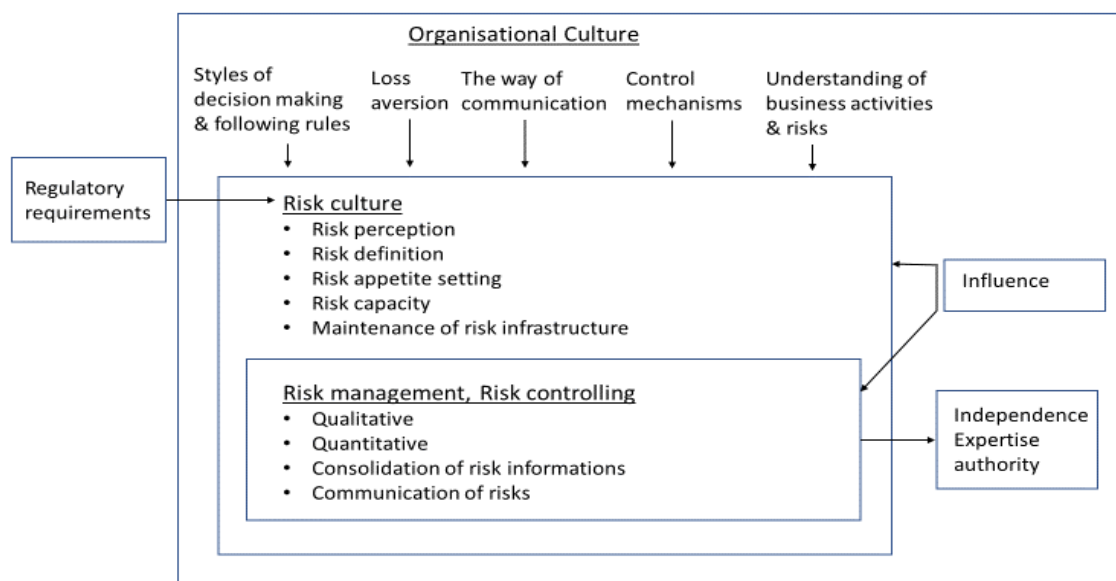 Organisational Culture
Styles of
decision making
& following rules
Loss
aversion
The way of
communication
Control
mechanisms
Understanding of
business activities
& risks
Regulatory
requirements
Risk culture
• Risk perception
• Risk definition
• Risk appetite setting
• Risk capacity
• Maintenance of risk infrastructure
Influence
Risk management, Risk controlling
• Qualitative
• Quantitative
• Consolidation of risk informations
• Communication of risks
Independence
Expertise
authority